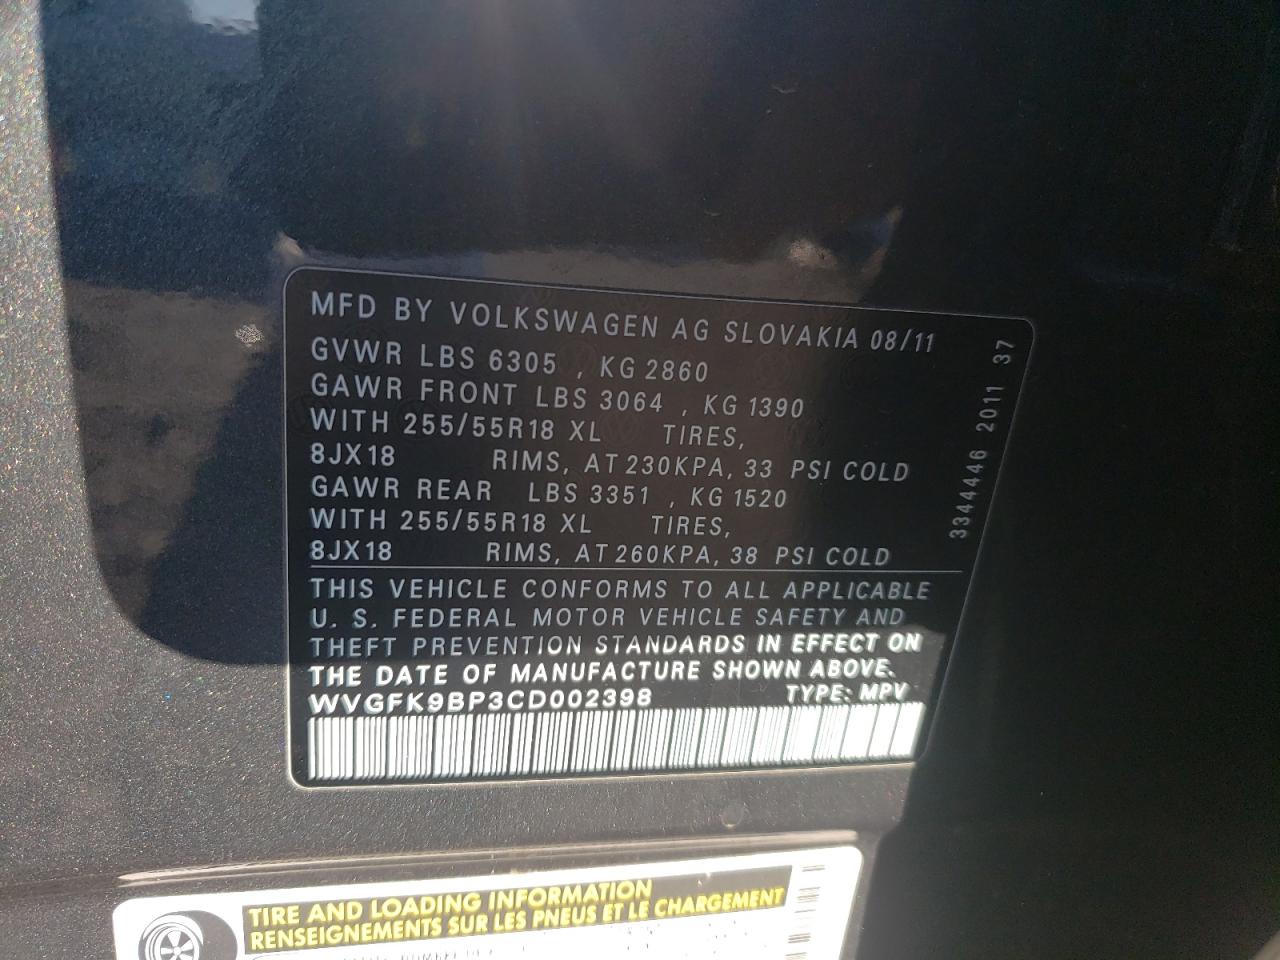 MFD BY VOLKSWAGEN AG SLOVAKIA 08/11
GVWR LBS 6305 , KG 2860
GAWR FRONT LBS 3064 , KG 1390
WITH 255/55R18 XL TIRES,
8JX18 RIMS, AT 230KPA, 33 PSI COLD
GAWR REAR LBS 3351 , KG 1520
WITH 255/55R18 XL TIRES,
8JX18 RIMS, AT 260KPA, 38 PSI COLD
THIS VEHICLE CONFORMS TO ALL APPLICABLE
U. S. FEDERAL MOTOR VEHICLE SAFETY AND
THEFT PREVENTION STANDARDS IN EFFECT ON
THE DATE OF MANUFACTURE SHOWN ABOVE.
WVGFK9BP3CD002398 TYPE: MPV
3344446 2011 37
TIRE AND LOADING INFORMATION
RENSEIGNEMENTS SUR LES PNEUS ET LE CHARGEMENT